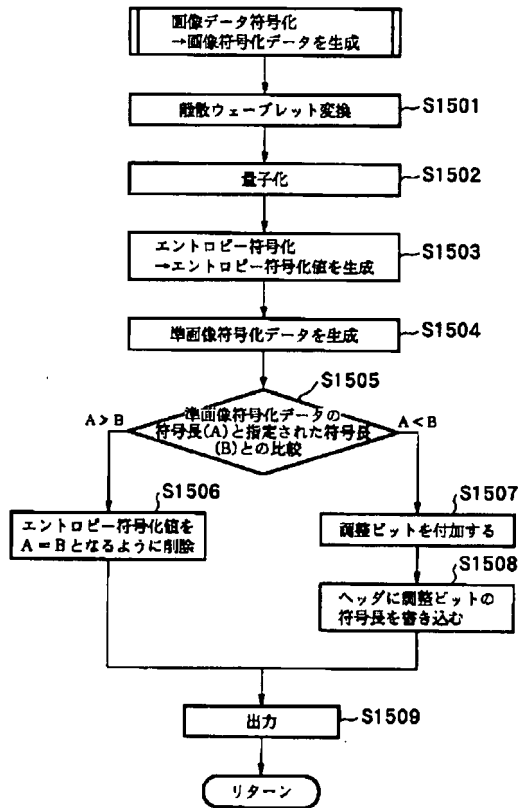 画像データ符号化
→画像符号化データを生成
離散ウェーブレット変換
S1501
量子化
S1502
エントロピー符号化
→エントロピー符号化値を生成
S1503
準画像符号化データを生成
S1504
S1505
A>B
準画像符号化データの
符号長(A)と指定された符号長
(B)との比較
A<B
S1506
エントロピー符号化値を
A=Bとなるように削除
S1507
調整ビットを付加する
S1508
ヘッダに調整ビットの
符号長を書き込む
出力
S1509
リターン